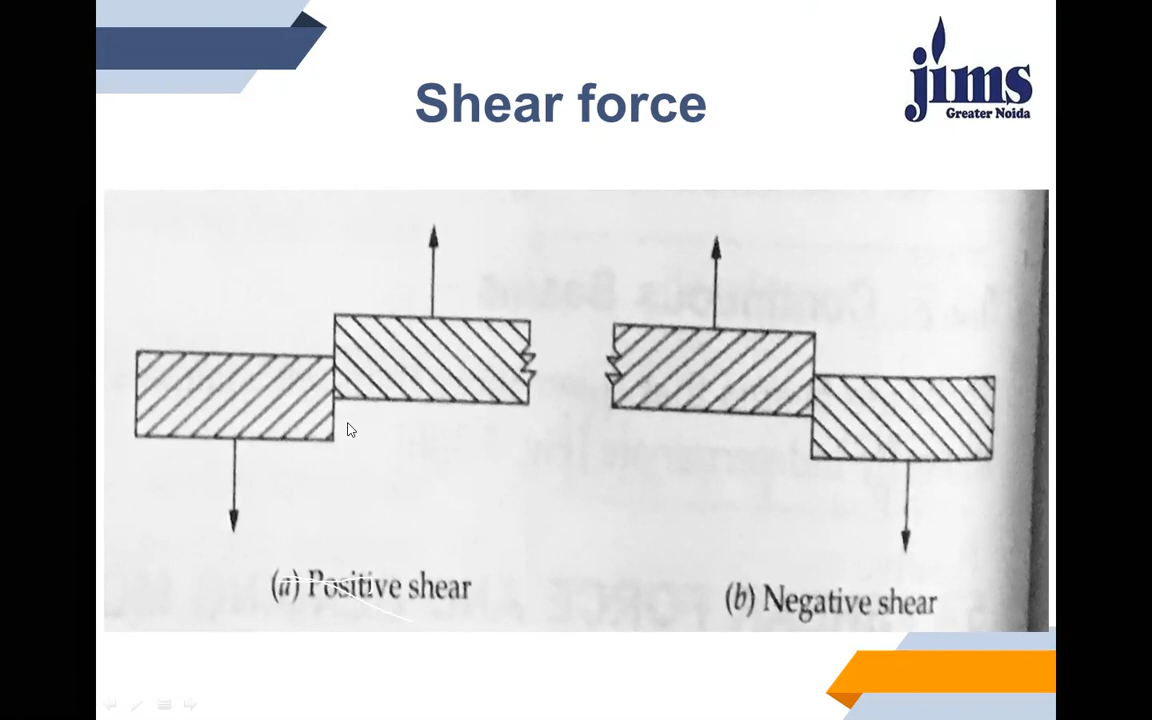 jims
Greater Noida
Shear force
(a) Positive shear
(b) Negative shear